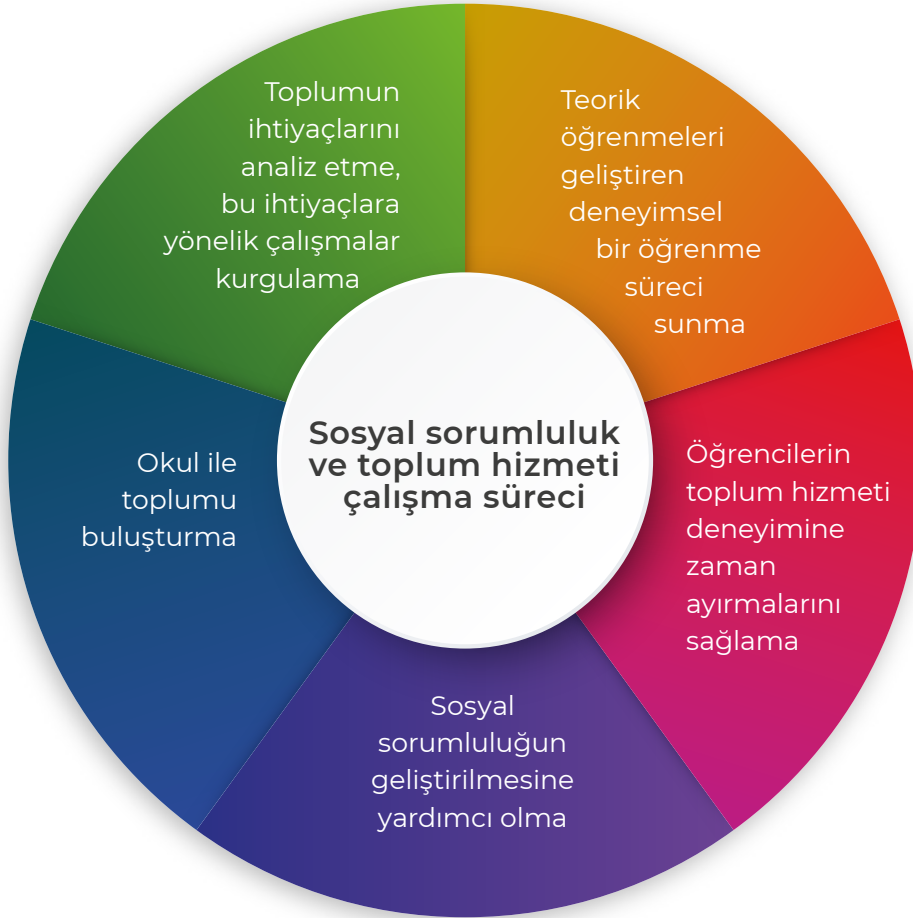 Toplumun
ihtiyaçlarını
analiz etme,
bu ihtiyaçlara
yönelik çalışmalar
kurgulama
Teorik
öğrenmeleri
geliştiren
deneyimsel
bir öğrenme
süreci
sunma
Sosyal sorumluluk
ve toplum hizmeti
çalışma süreci
Okul ile
toplumu
buluşturma
Öğrencilerin
toplum hizmeti
deneyimine
zaman
ayırmalarını
sağlama
Sosyal
sorumluluğun
geliştirilmesine
yardımcı olma